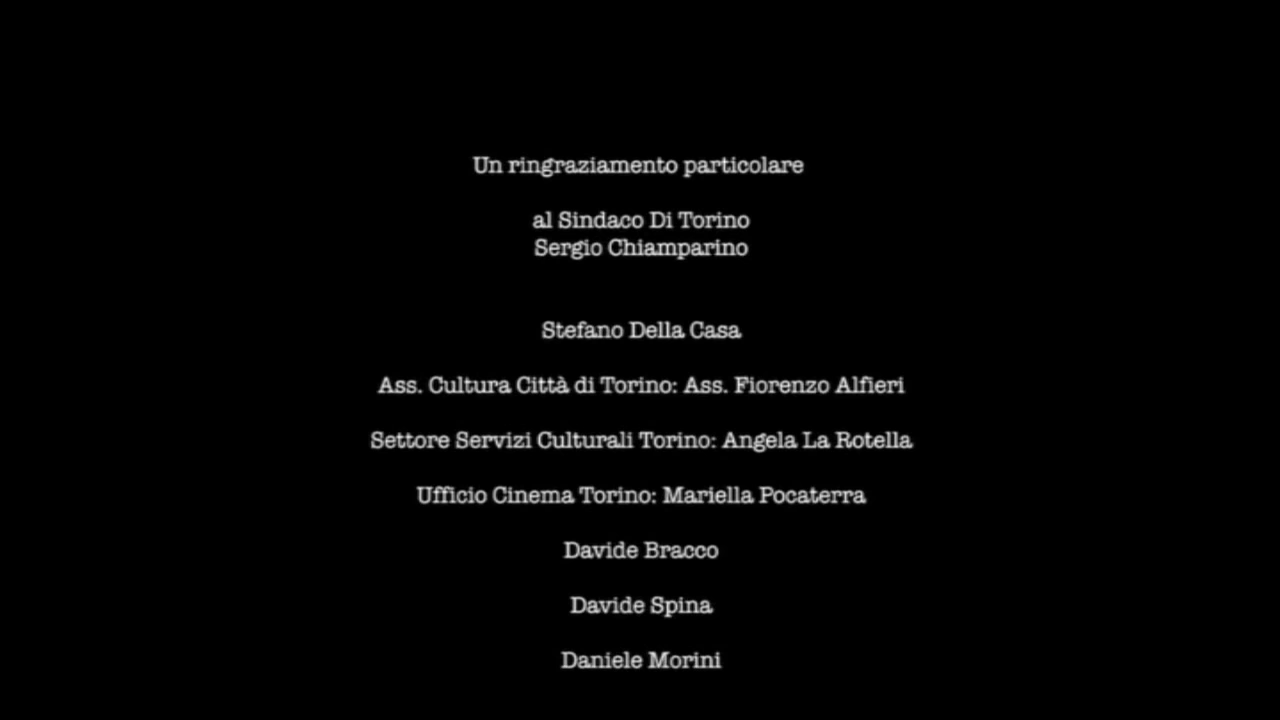 Un ringraziamento particolare
al Sindaco Di Torino
Sergio Chiamparino
Stefano Della Casa
Ass. Cultura Città di Torino: Ass. Fiorenzo Alfieri
Settore Servizi Culturali Torino: Angela La Rotella
Ufficio Cinema Torino: Mariella Pocaterra
Davide Bracco
Davide Spina
Daniele Morini